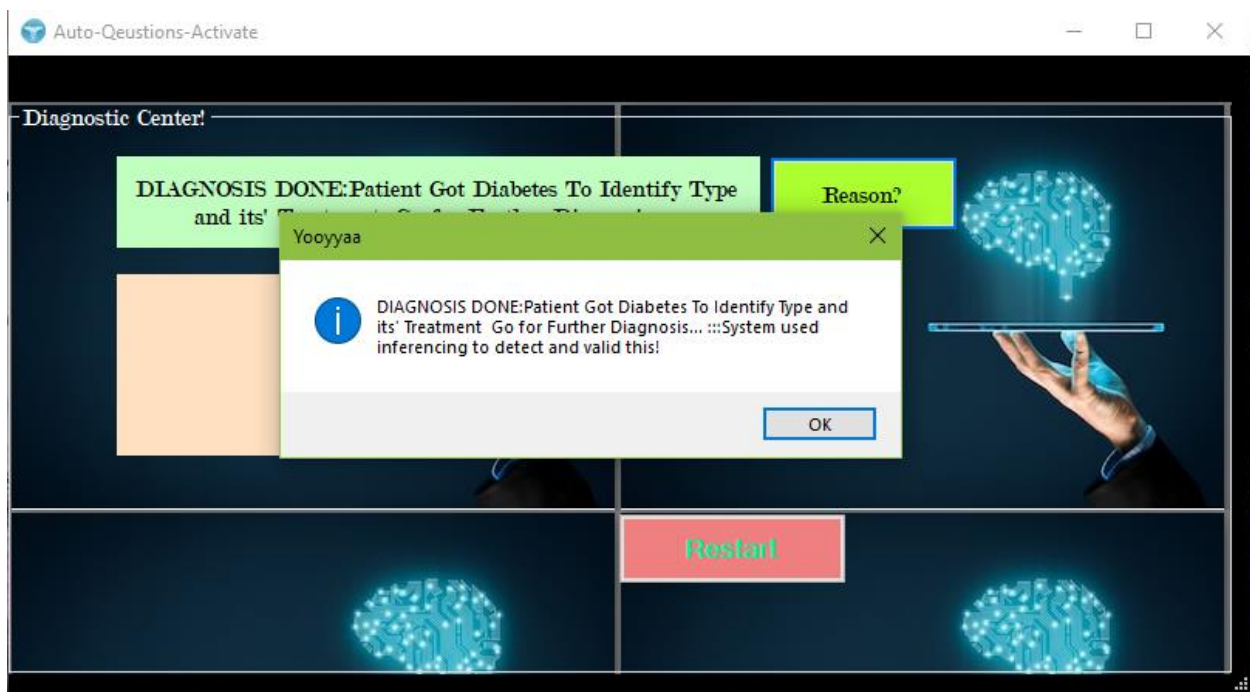 Auto-Qeustions-Activate
Diagnostic Center!
DIAGNOSIS DONE:Patient Got Diabetes To Identify Type
and its'
Reason?
Yooyyaa
DIAGNOSIS DONE:Patient Got Diabetes To Identify Type and
its' Treatment  Go for Further Diagnosis... :::System used
inferencing to detect and valid this!
OK
Restart